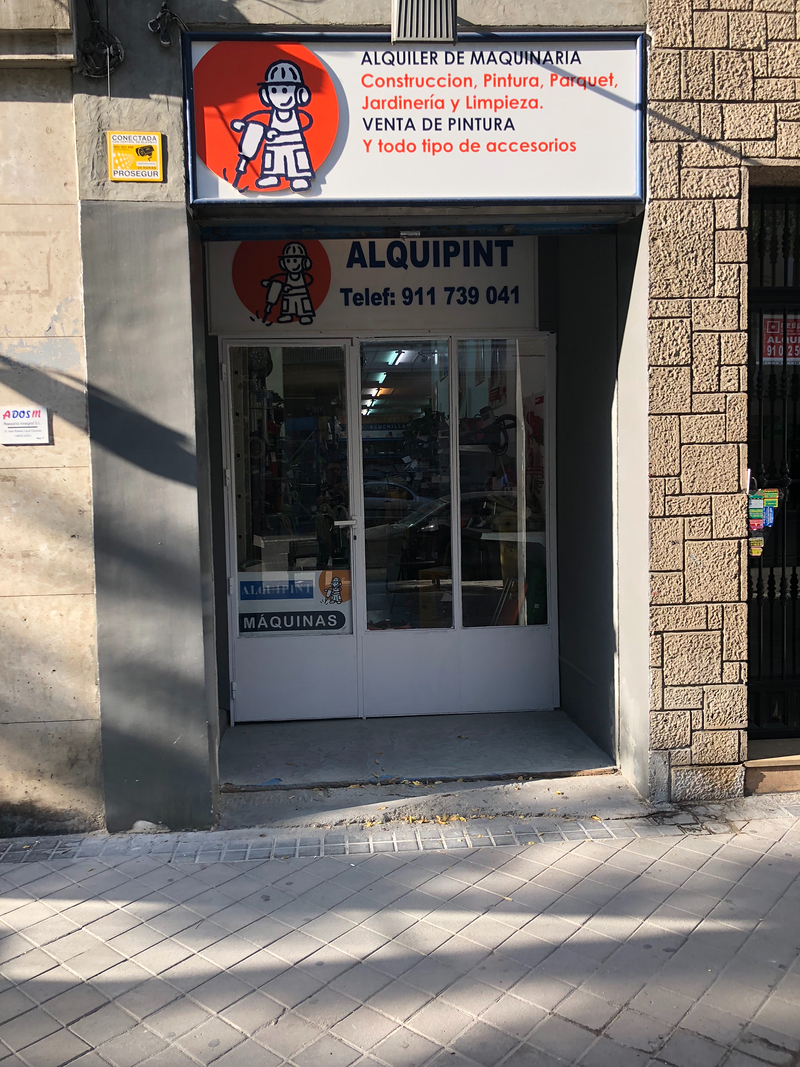 ALQUILER DE MAQUINARIA
Construccion, Pintura, Parquet,
Jardinería y Limpieza.
VENTA DE PINTURA
Y todo tipo de accesorios
CONECTADA
PROSEGUR
ALQUIPINT
Telef: 911 739 041
ADOSM
ALQUIPINT
MÁQUINAS